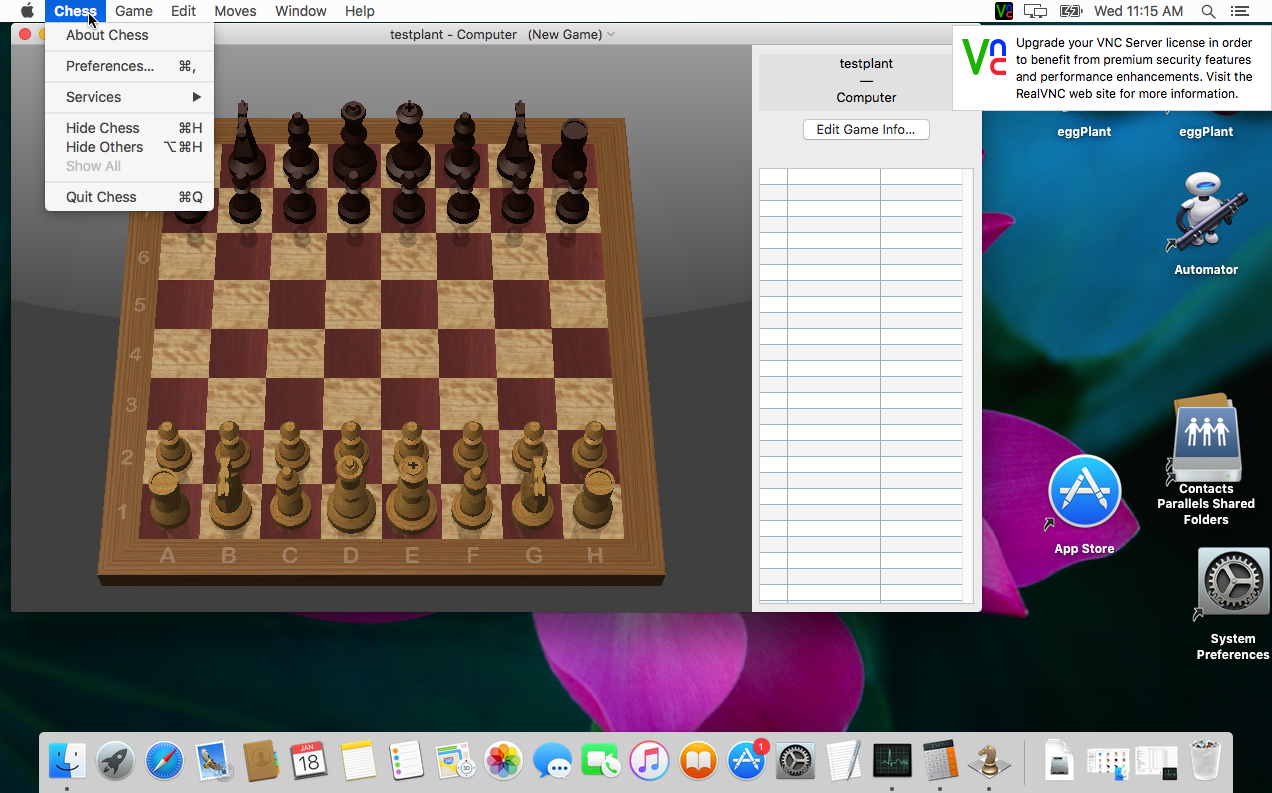 Chess Game Edit Moves Window Help
Wed 11:15 AM
About Chess
Preferences... ⌘,
Services
Hide Chess ⌘H
Hide Others ⌥⌘H
Show All
Quit Chess ⌘Q
testplant - Computer (New Game)
testplant
—
Computer
Edit Game Info...
Upgrade your VNC Server license in order
to benefit from premium security features
and performance enhancements. Visit the
RealVNC web site for more information.
eggPlant
eggPlant
Automator
Contacts
Parallels Shared
Folders
App Store
System
Preferences
6
5
4
3
2
1
A B C D E F G H
JAN
18
3D
1